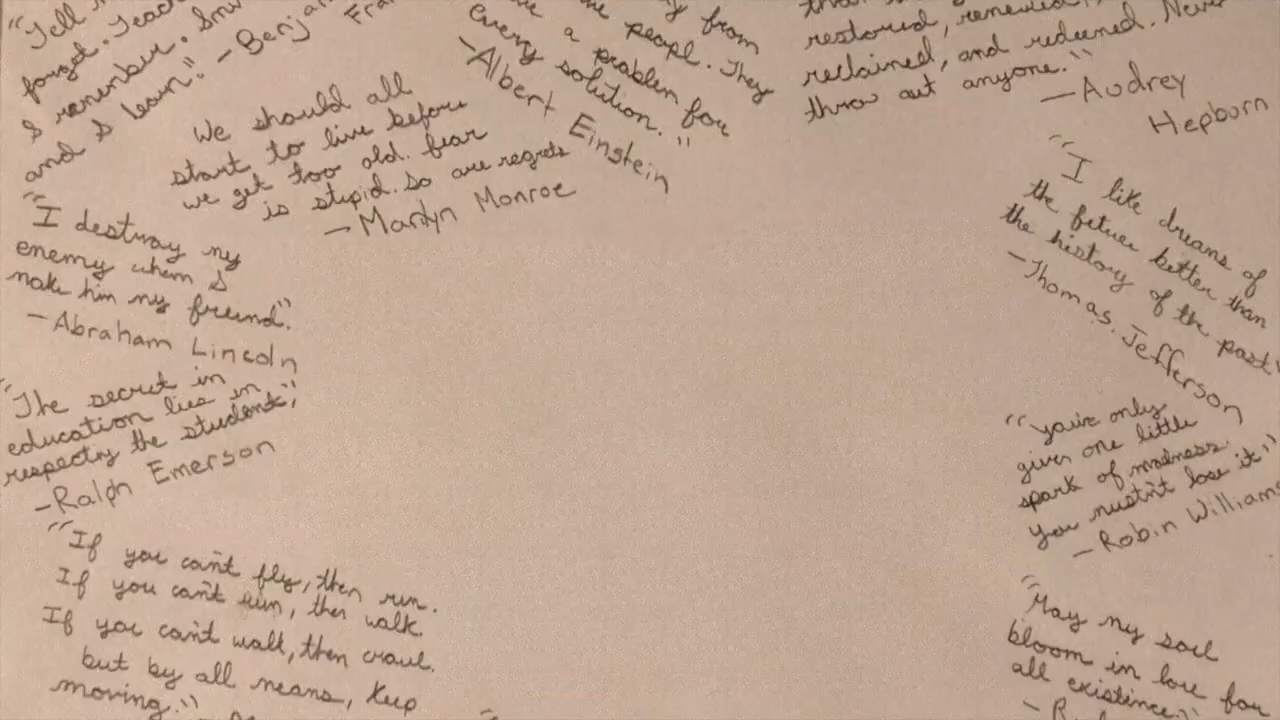 "Tell
forget. Teach
I remember.
and I learn." -Benjamin
We should all
start to live before
we get too old. fear
is stupid. So are regrets
- Marilyn Monroe
from
people. They
a problem for
every solution."
-Albert Einstein
restored, renewed,
reclaimed, and redeemed. Never
throw out anyone."
-Audrey
Hepburn
"I destroy my
enemy when I
make him my freind."
-Abraham Lincoln
"The secret in
education lies in
respecting the student,"
-Ralph Emerson
"If you can't fly, then run.
If you can't run, then walk.
If you can't walk, then crawl.
but by all means, keep
moving."
"I like dreams of
the future better than
the history of the past"
-Thomas Jefferson
"you're only
given one little
spark of madness.
you mustn't lose it"
-Robin Williams
"May my soul
bloom in love for
all existence."